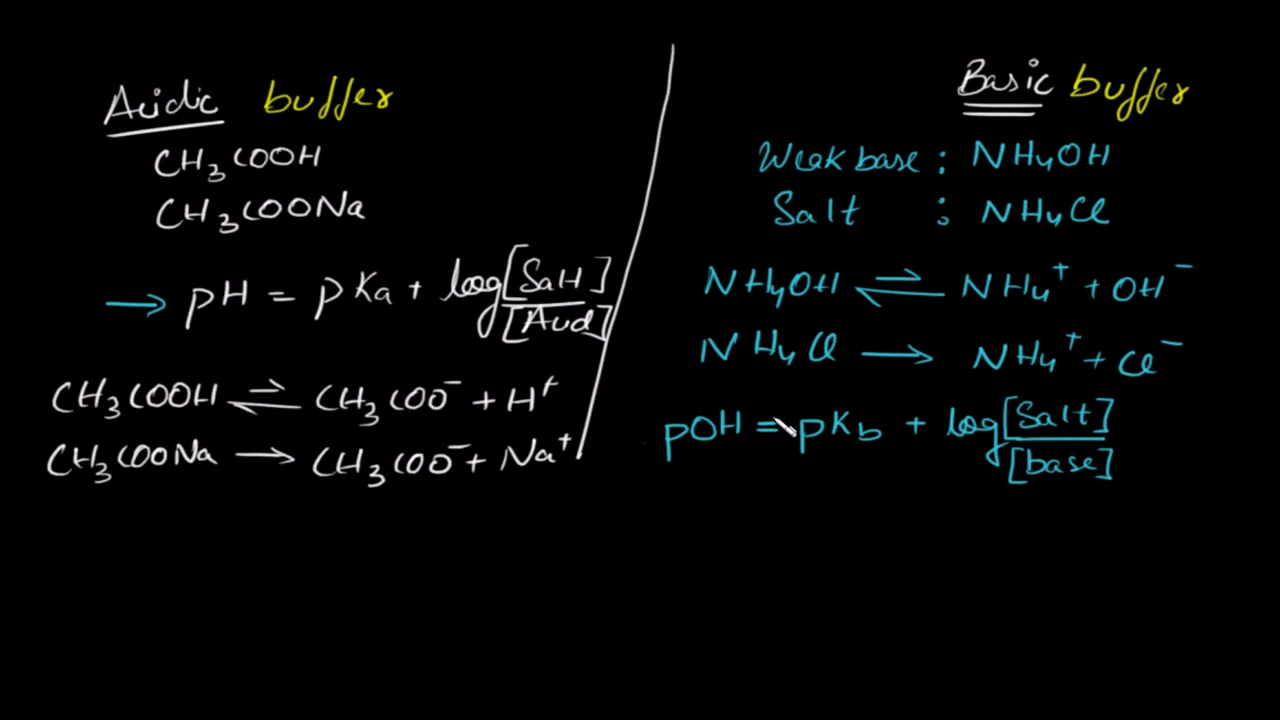 Acidic buffer
CH₃COOH
CH₃COONa
→ pH = pKa + log [Salt]
[Acid]
CH₃COOH ⇌ CH₃COO⁻ + H⁺
CH₃COONa → CH₃COO⁻ + Na⁺
Basic buffer
Weak base : NH₄OH
Salt : NH₄Cl
NH₄OH ⇌ NH₄⁺ + OH⁻
NH₄Cl → NH₄⁺ + Cl⁻
pOH = pKb + log [Salt]
[base]